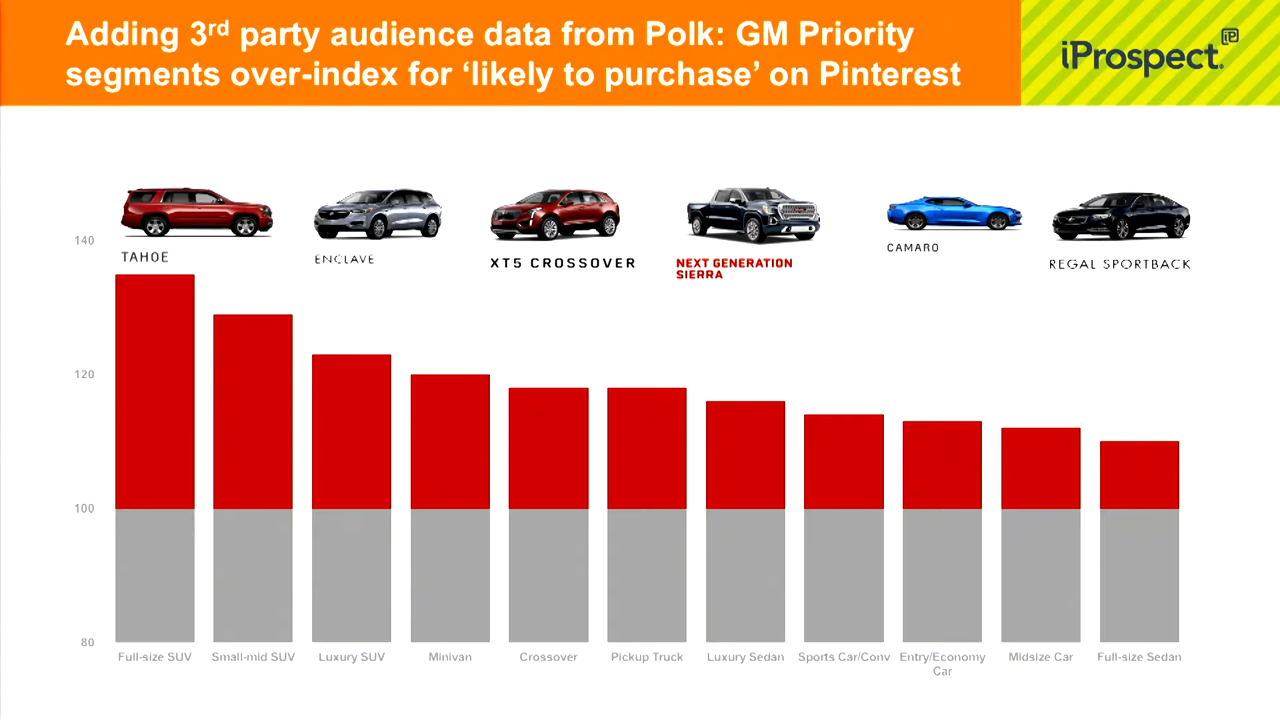 Adding 3rd party audience data from Polk: GM Priority
segments over-index for ‘likely to purchase’ on Pinterest
iProspect.
iP
TAHOE
ENCLAVE
XT5 CROSSOVER
NEXT GENERATION
SIERRA
CAMARO
REGAL SPORTBACK
140
120
100
80
Full-size SUV
Small-mid SUV
Luxury SUV
Minivan
Crossover
Pickup Truck
Luxury Sedan
Sports Car/Conv
Entry/Economy
Car
Midsize Car
Full-size Sedan